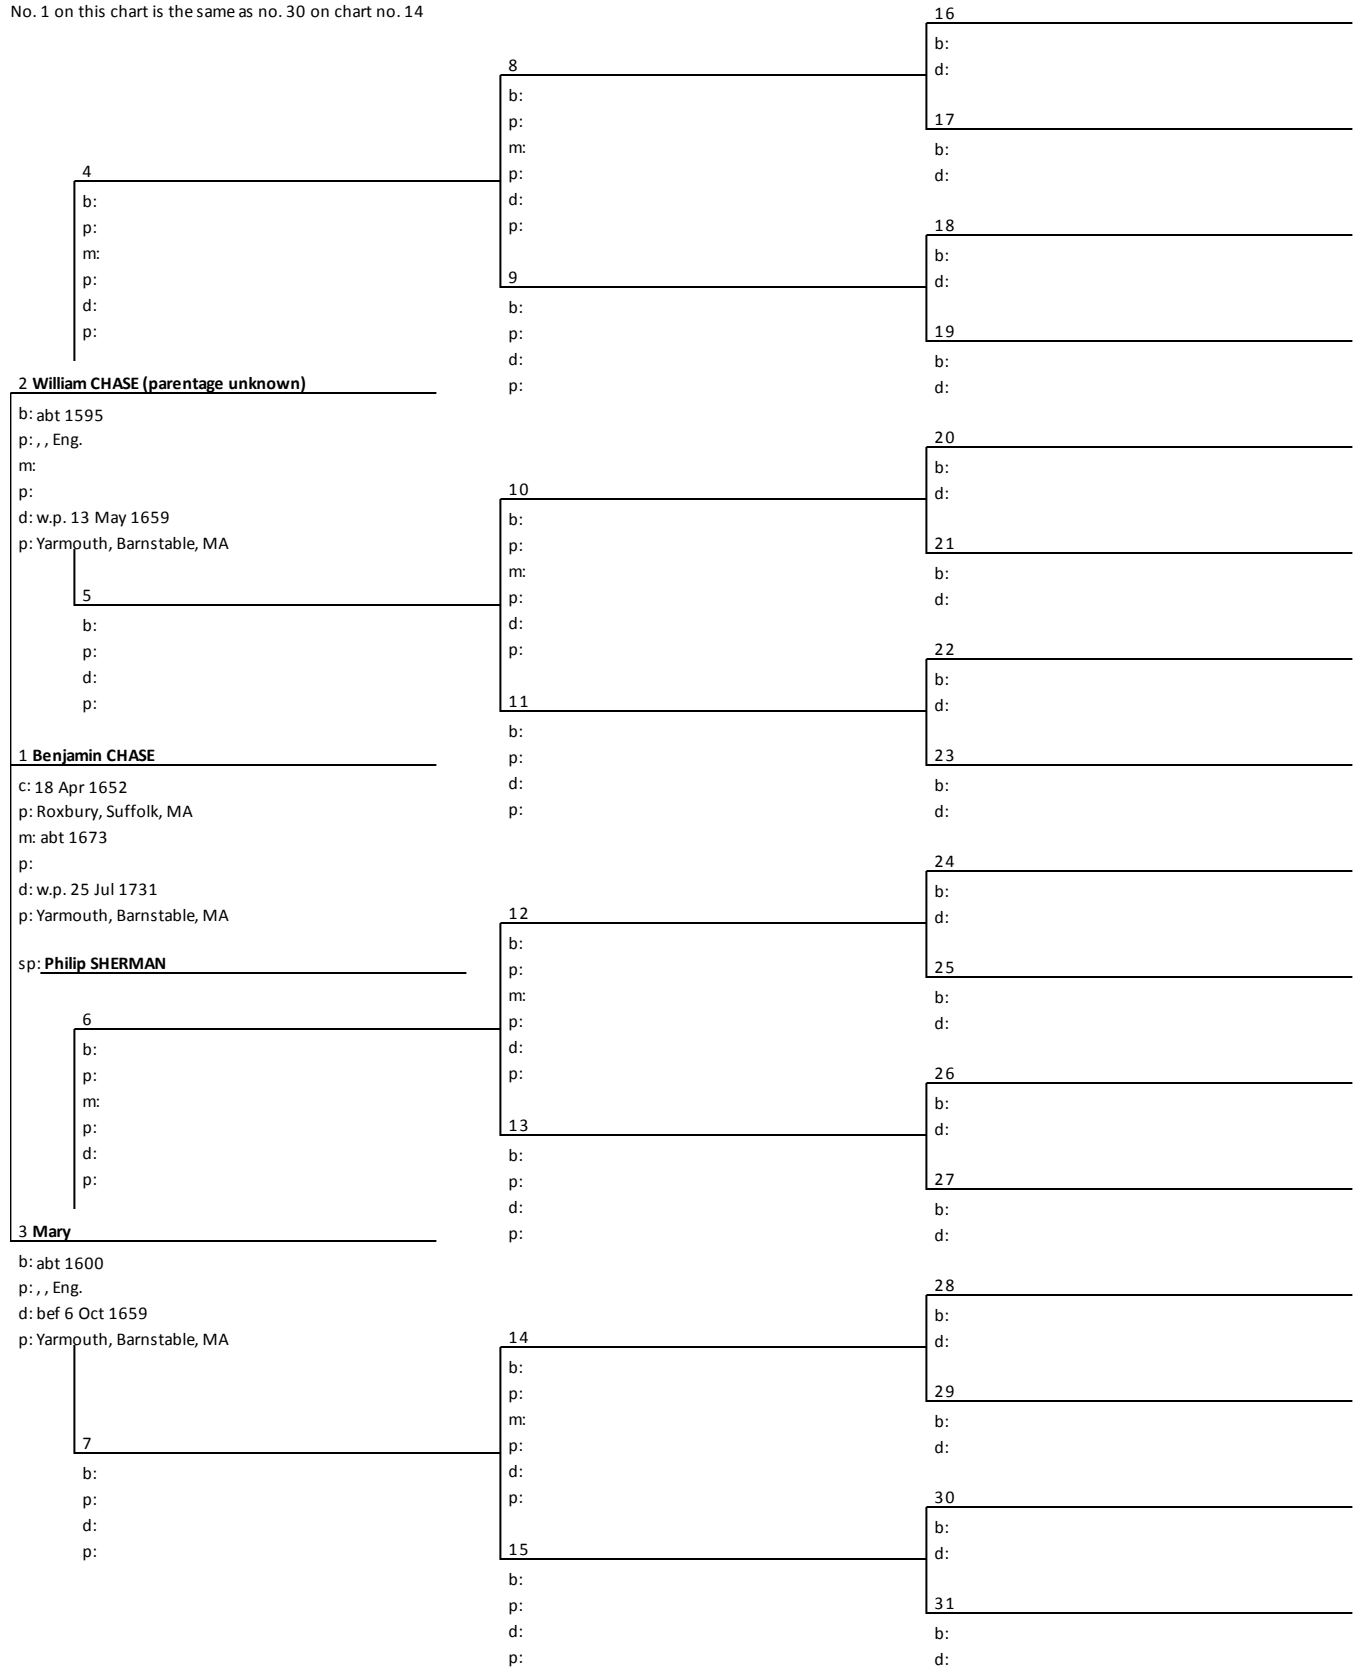 No. 1 on this chart is the same as no. 30 on chart no. 14
4
b:
p:
m:
p:
d:
p:
2 William CHASE (parentage unknown)
b: abt 1595
p: , , Eng.
m:
p:
d: w.p. 13 May 1659
p: Yarmouth, Barnstable, MA
5
b:
p:
d:
p:
1 Benjamin CHASE
c: 18 Apr 1652
p: Roxbury, Suffolk, MA
m: abt 1673
p:
d: w.p. 25 Jul 1731
p: Yarmouth, Barnstable, MA
sp: Philip SHERMAN
6
b:
p:
m:
p:
d:
p:
3 Mary
b: abt 1600
p: , , Eng.
d: bef 6 Oct 1659
p: Yarmouth, Barnstable, MA
7
b:
p:
d:
p:
8
b:
p:
m:
p:
d:
p:
9
b:
p:
d:
p:
10
b:
p:
m:
p:
d:
p:
11
b:
p:
d:
p:
12
b:
p:
m:
p:
d:
p:
13
b:
p:
d:
p:
14
b:
p:
m:
p:
d:
p:
15
b:
p:
d:
p:
16
b:
d:
17
b:
d:
18
b:
d:
19
b:
d:
20
b:
d:
21
b:
d:
22
b:
d:
23
b:
d:
24
b:
d:
25
b:
d:
26
b:
d:
27
b:
d:
28
b:
d:
29
b:
d:
30
b:
d:
31
b:
d: